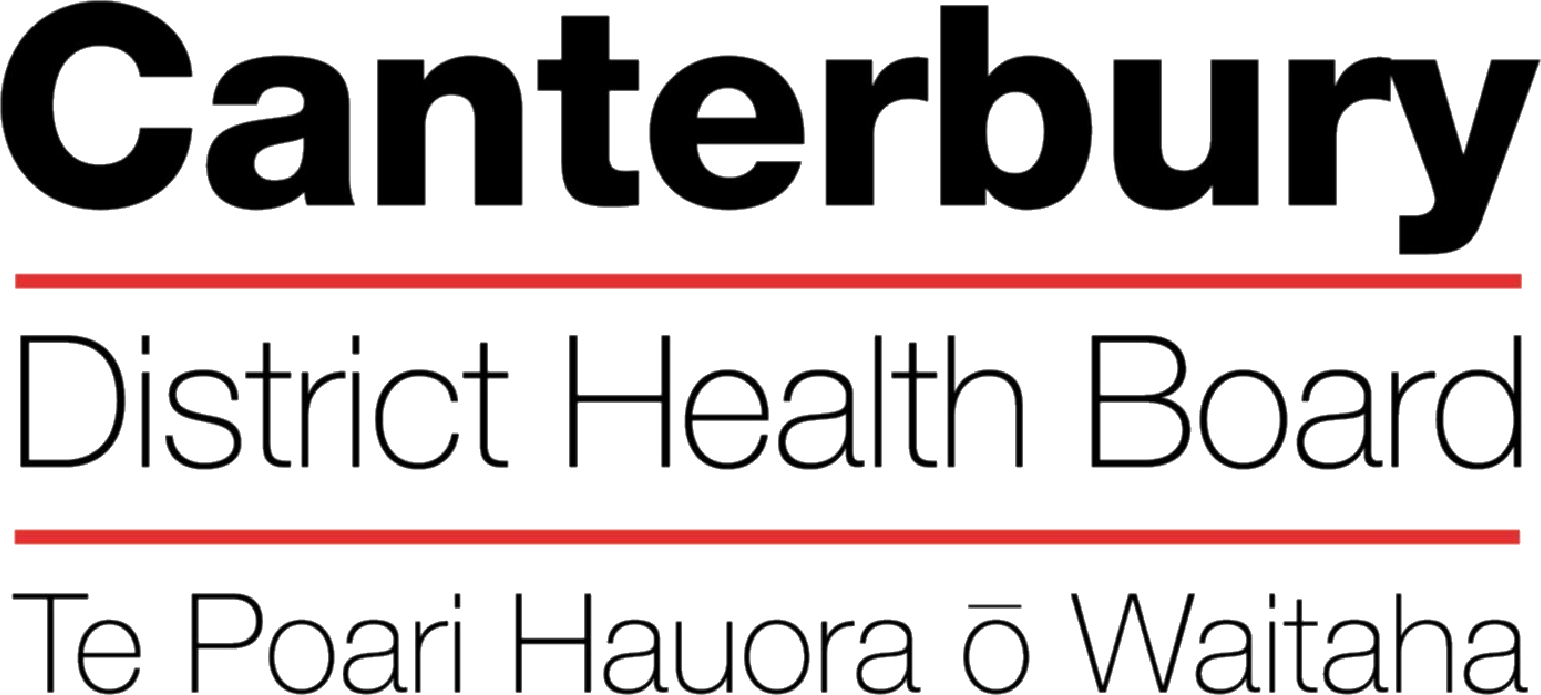 Canterbury
District Health Board
Te Poari Hauora ō Waitaha